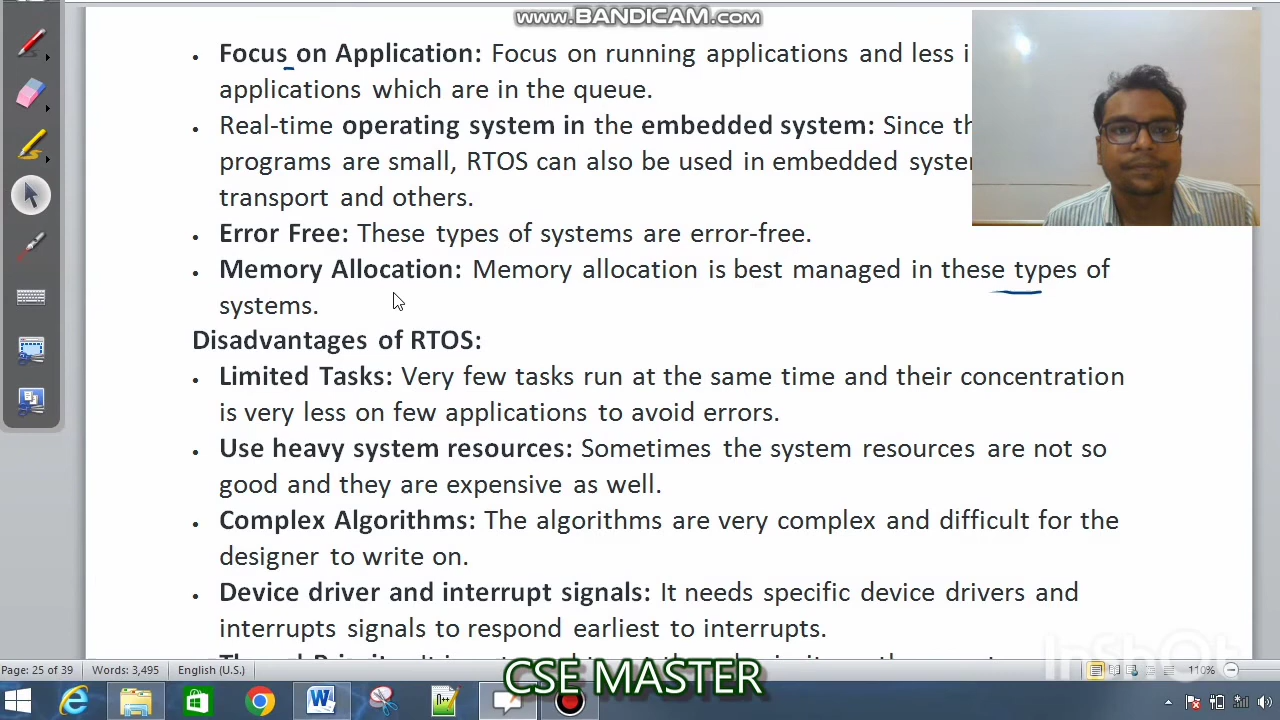 www.BANDICAM.com
• Focus on Application: Focus on running applications and less i
applications which are in the queue.
• Real-time operating system in the embedded system: Since th
programs are small, RTOS can also be used in embedded syste
transport and others.
• Error Free: These types of systems are error-free.
• Memory Allocation: Memory allocation is best managed in these types of
systems.
Disadvantages of RTOS:
• Limited Tasks: Very few tasks run at the same time and their concentration
is very less on few applications to avoid errors.
• Use heavy system resources: Sometimes the system resources are not so
good and they are expensive as well.
• Complex Algorithms: The algorithms are very complex and difficult for the
designer to write on.
• Device driver and interrupt signals: It needs specific device drivers and
interrupts signals to respond earliest to interrupts.
InShOt
Page: 25 of 39 Words: 3,495 English (U.S.) 110%
CSE MASTER